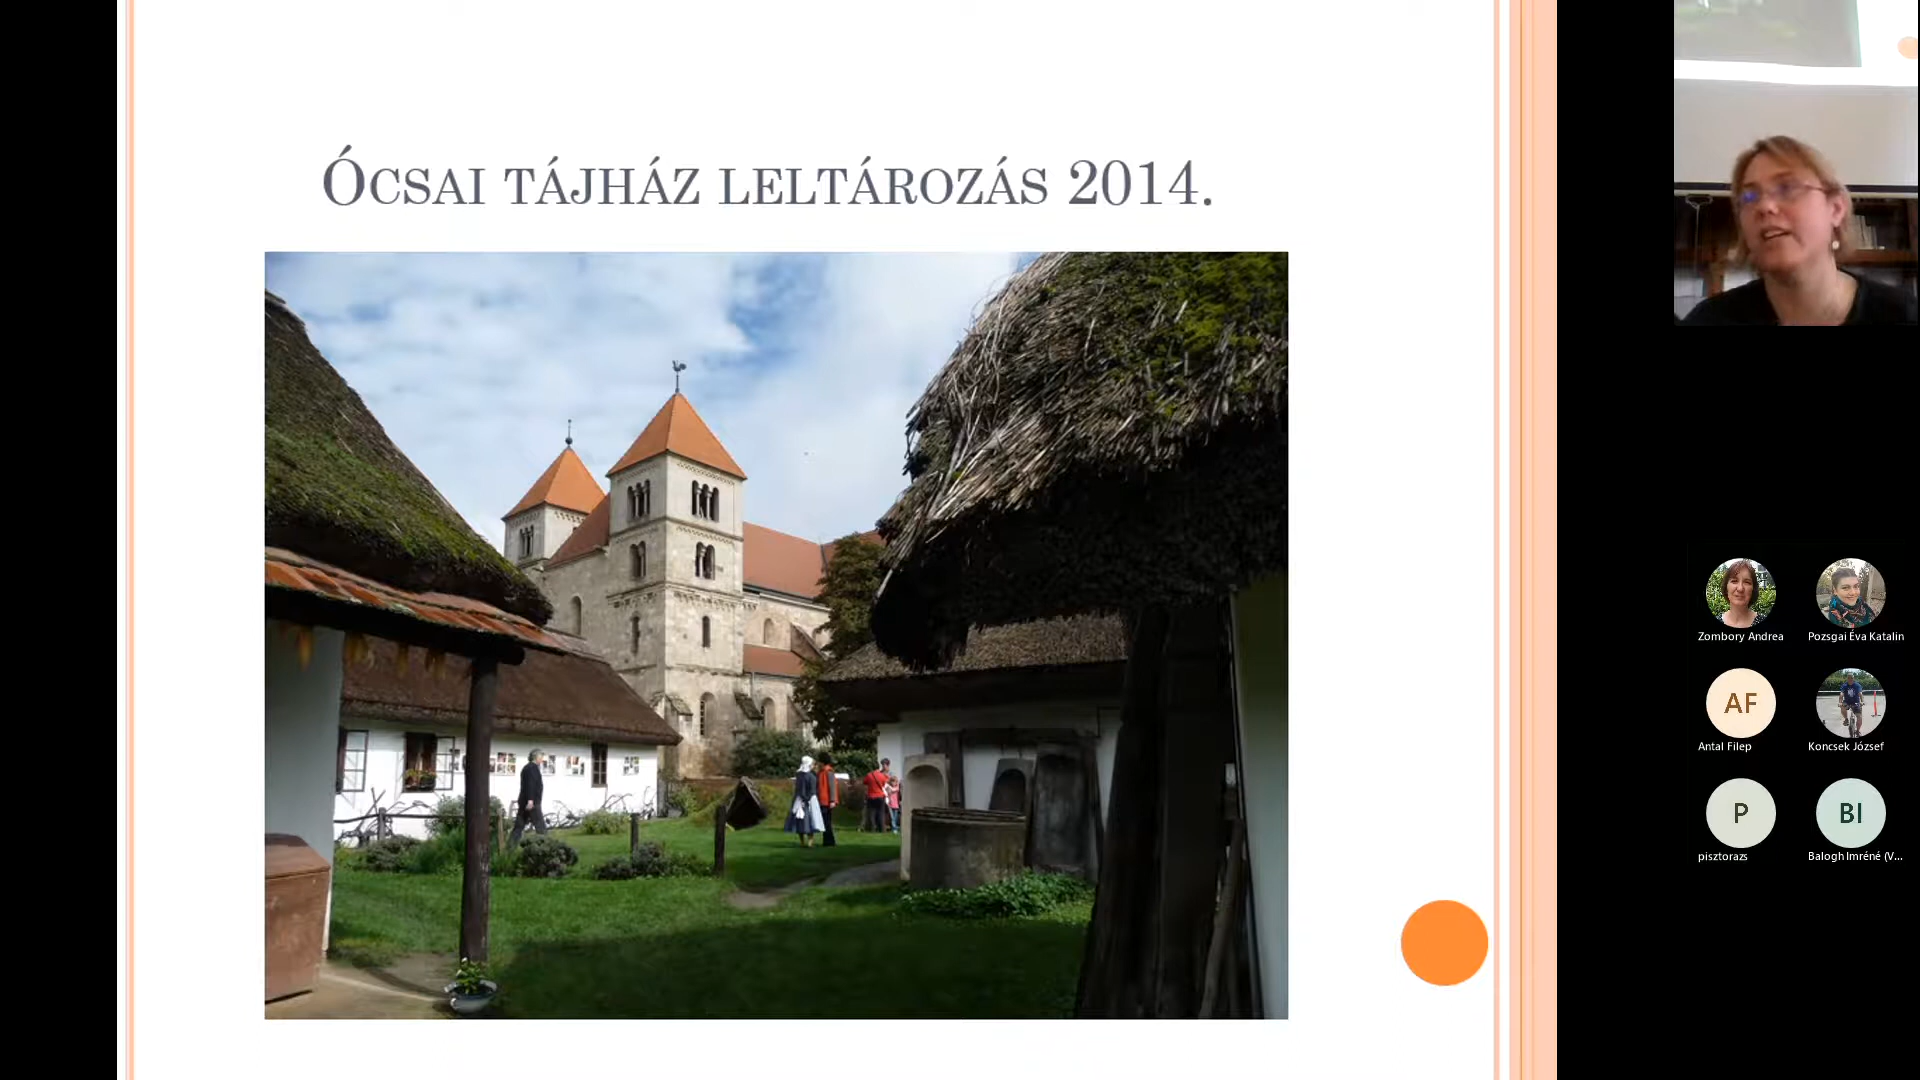 Ócsai tájház leltározás 2014.
Zombory Andrea
Pozsgai Éva Katalin
AF
Antal Filep
Koncsek József
P
pisztorazs
BI
Balogh Imréné (V...